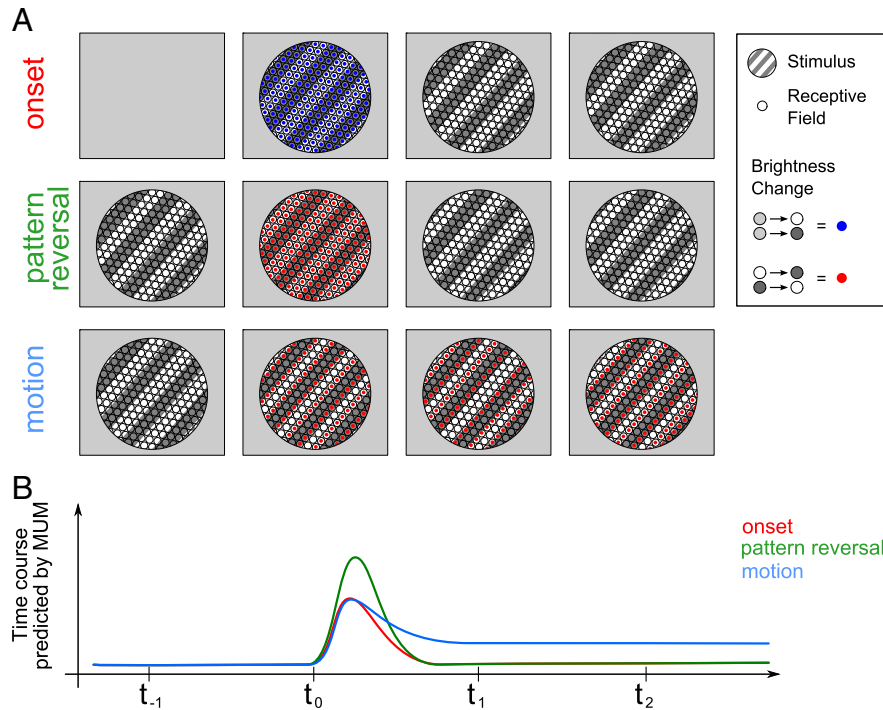 A
onset
pattern
reversal
motion
Stimulus
Receptive
Field
Brightness
Change
=
=
B
Time course
predicted by MUM
onset
pattern reversal
motion
t-1
t0
t1
t2